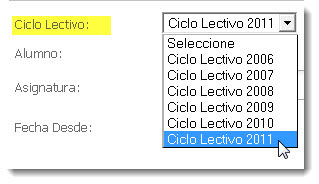 Ciclo Lectivo: Ciclo Lectivo 2011
Seleccione
Alumno:
Ciclo Lectivo 2006
Ciclo Lectivo 2007
Asignatura:
Ciclo Lectivo 2008
Ciclo Lectivo 2009
Fecha Desde:
Ciclo Lectivo 2010
Ciclo Lectivo 2011